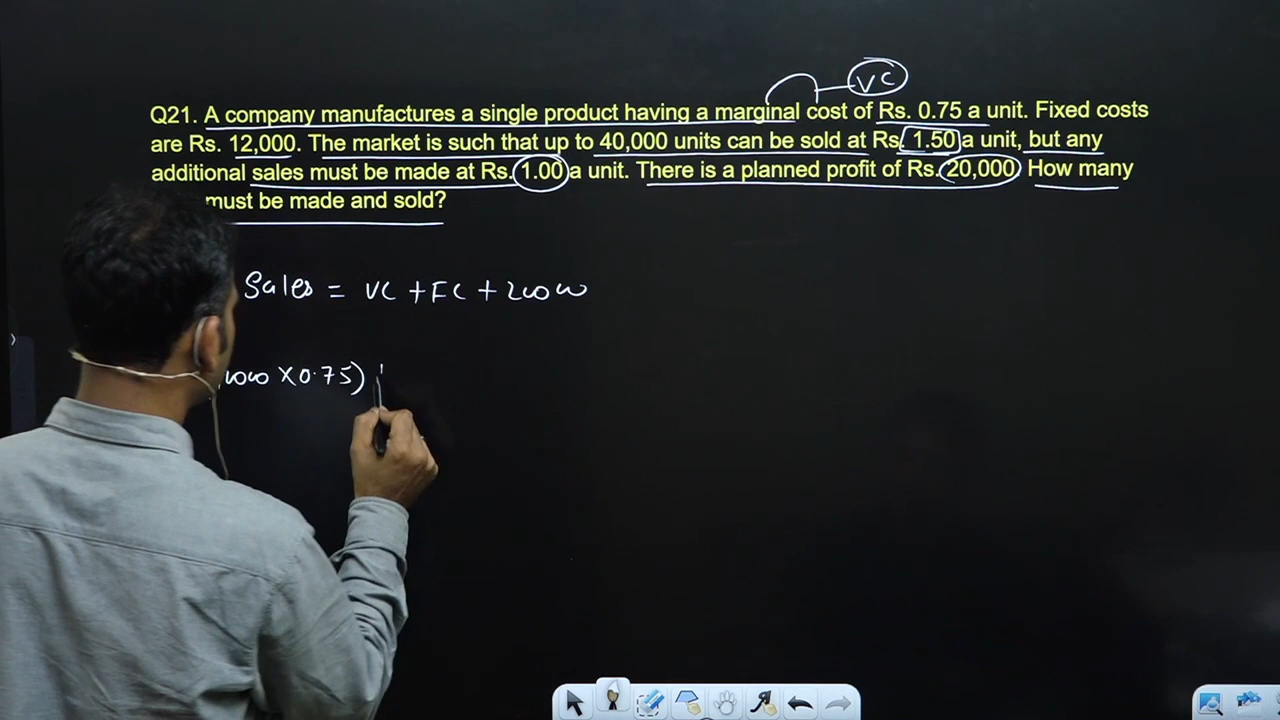 VC
Q21. A company manufactures a single product having a marginal cost of Rs. 0.75 a unit. Fixed costs
are Rs. 12,000. The market is such that up to 40,000 units can be sold at Rs. 1.50 a unit, but any
additional sales must be made at Rs. 1.00 a unit. There is a planned profit of Rs. 20,000. How many
must be made and sold?
Sales = VC + FC + 20000
000 X 0.75)